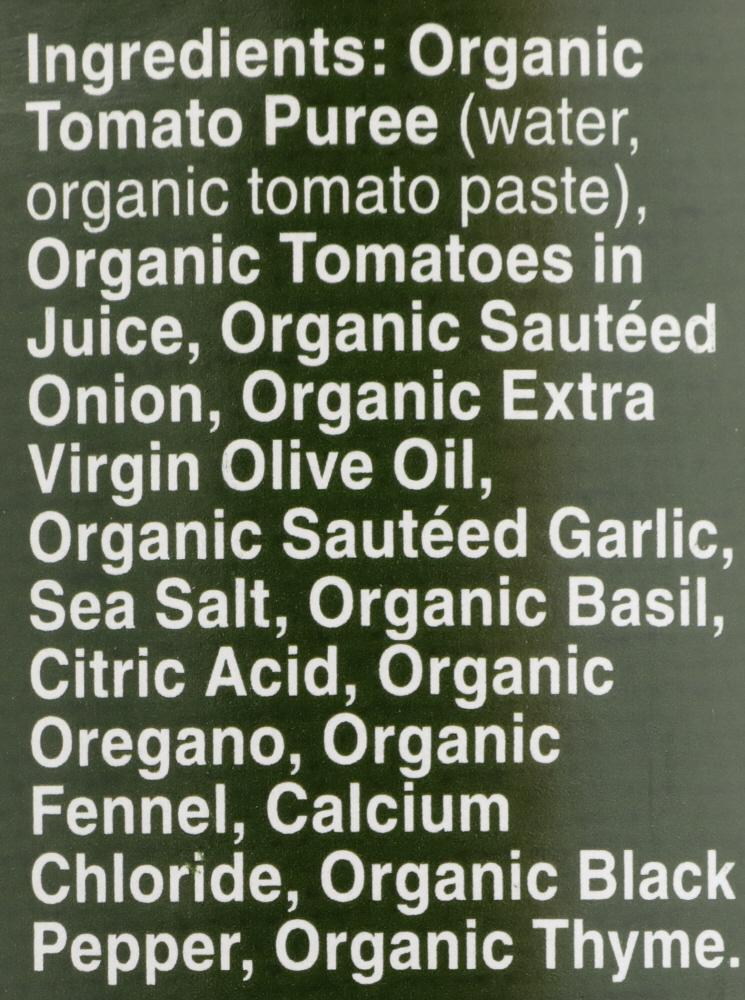 Ingredients: Organic
Tomato Puree (water,
organic tomato paste),
Organic Tomatoes in
Juice, Organic Sautéed
Onion, Organic Extra
Virgin Olive Oil,
Organic Sautéed Garlic,
Sea Salt, Organic Basil,
Citric Acid, Organic
Oregano, Organic
Fennel, Calcium
Chloride, Organic Black
Pepper, Organic Thyme.